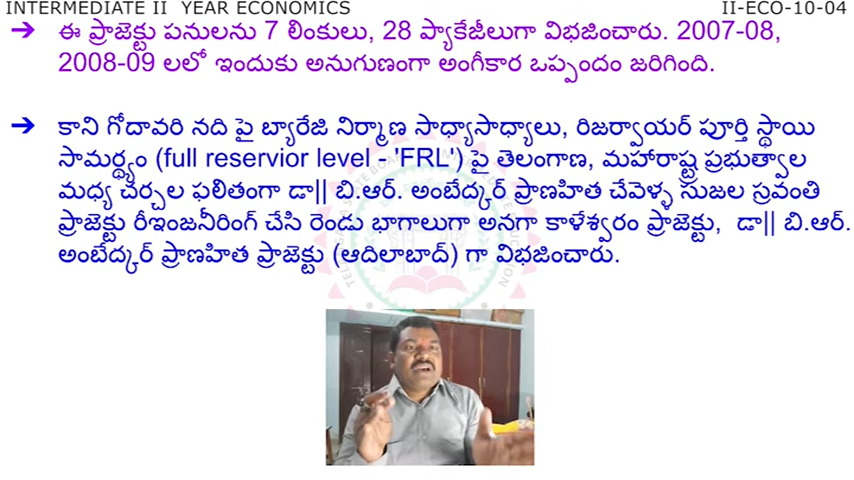 INTERMEDIATE II YEAR ECONOMICS II-ECO-10-04
➔ ఈ ప్రాజెక్టు పనులను 7 లింకులు, 28 ప్యాకేజీలుగా విభజించారు. 2007-08,
2008-09 లలో ఇందుకు అనుగుణంగా అంగీకార ఒప్పందం జరిగింది.
➔ కాని గోదావరి నది పై బ్యారేజి నిర్మాణ సాధ్యాసాధ్యాలు, రిజర్వాయర్ పూర్తి స్థాయి
సామర్థ్యం (full reservior level - 'FRL') పై తెలంగాణ, మహారాష్ట్ర ప్రభుత్వాల
మధ్య చర్చల ఫలితంగా డా|| బి.ఆర్. అంబేద్కర్ ప్రాణహిత చేవెళ్ళ సుజల స్రవంతి
ప్రాజెక్టు రీఇంజనీరింగ్ చేసి రెండు భాగాలుగా అనగా కాళేశ్వరం ప్రాజెక్టు, డా|| బి.ఆర్.
అంబేద్కర్ ప్రాణహిత ప్రాజెక్టు (ఆదిలాబాద్) గా విభజించారు.